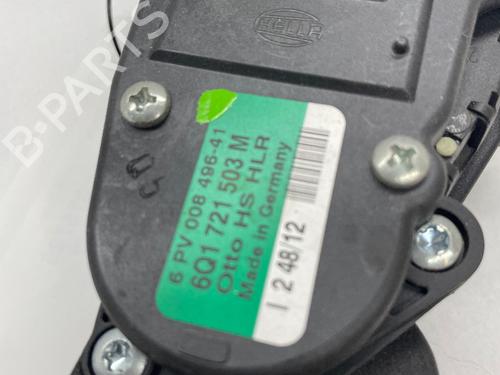 HELLA
6 PV 008 496-41
6Q1 721 503 M
Otto HS HLR
Made in Germany
I 2 48/12
B-PARTS